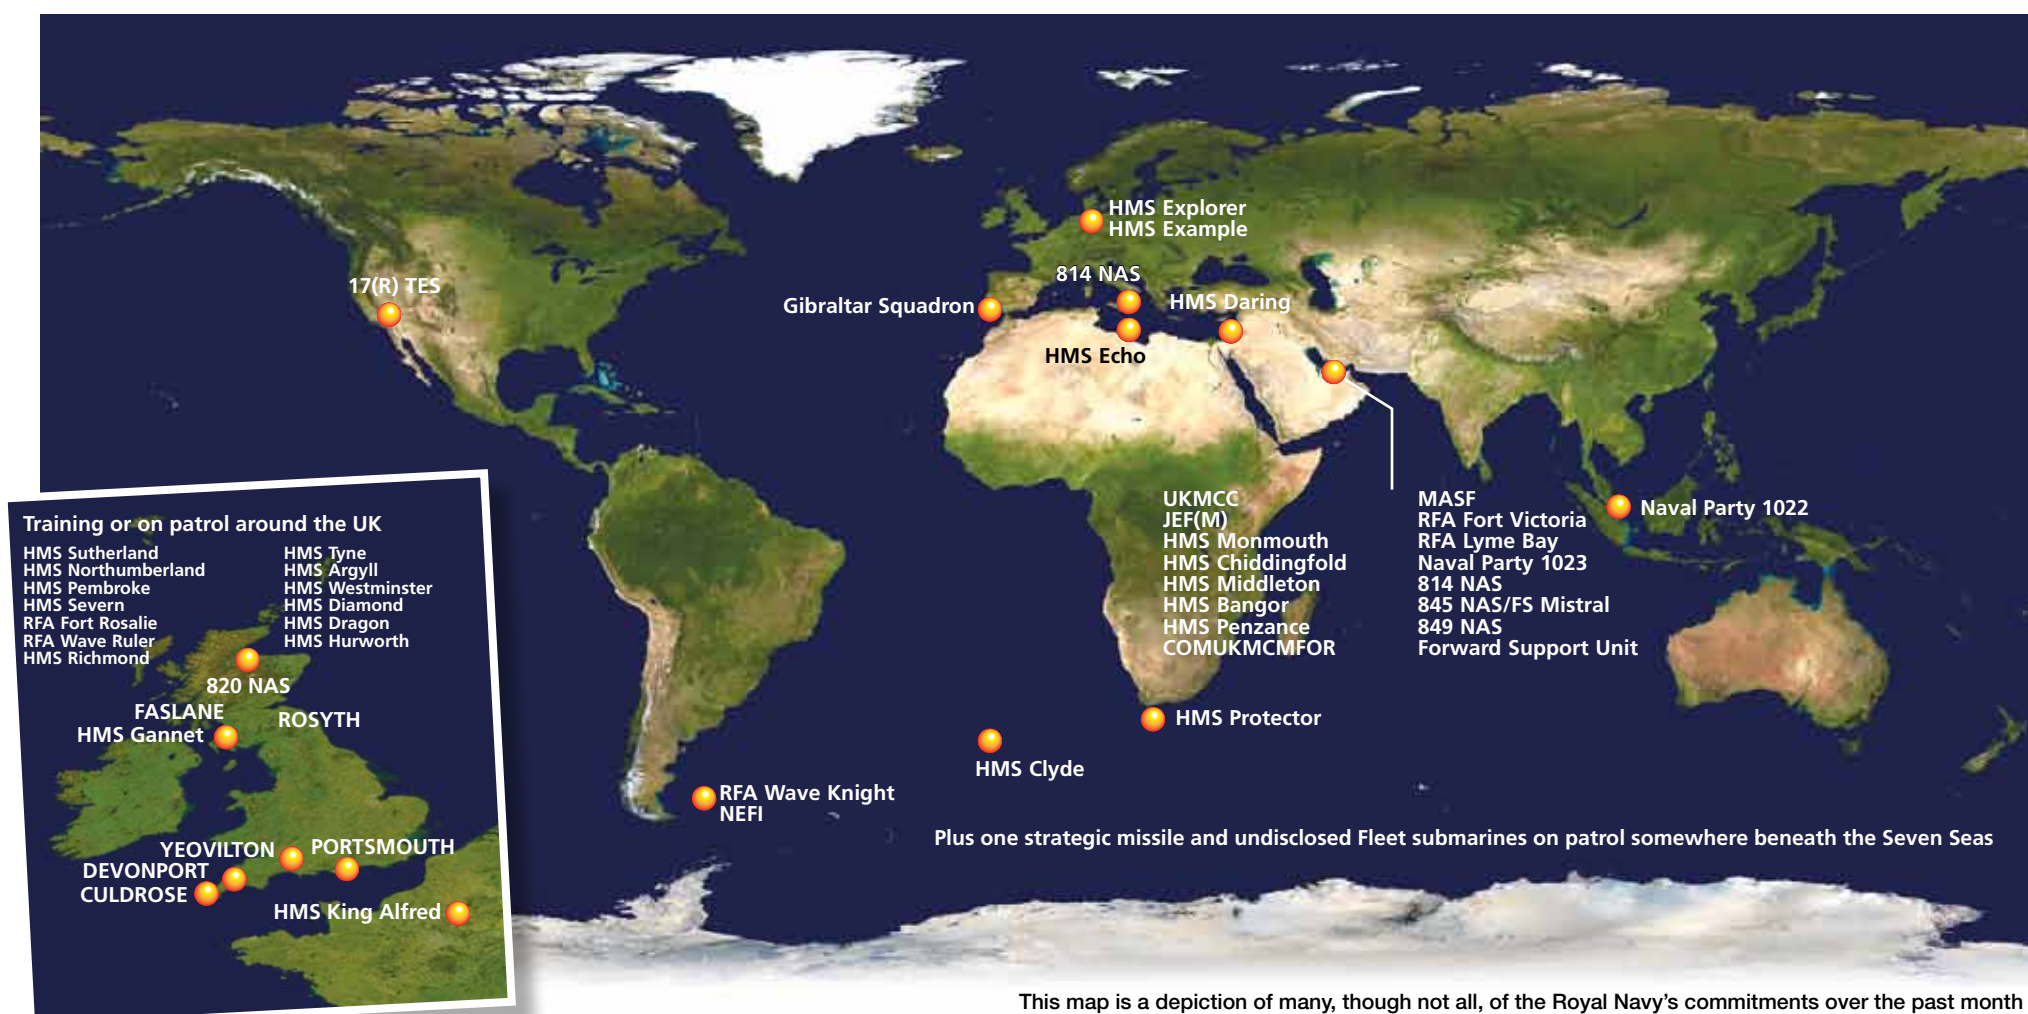 HMS Explorer
HMS Example
814 NAS
17(R) TES
HMS Daring
Gibraltar Squadron
HMS Echo
UKMCC
JEF(M)
HMS Monmouth
HMS Chiddingfold
HMS Middleton
HMS Bangor
HMS Penzance
COMUKMCMFOR
MASF
RFA Fort Victoria
RFA Lyme Bay
Naval Party 1023
814 NAS
845 NAS/FS Mistral
849 NAS
Forward Support Unit
Naval Party 1022
HMS Protector
HMS Clyde
RFA Wave Knight
NEFI
Plus one strategic missile and undisclosed Fleet submarines on patrol somewhere beneath the Seven Seas
Training or on patrol around the UK
HMS Sutherland
HMS Northumberland
HMS Pembroke
HMS Severn
RFA Fort Rosalie
RFA Wave Ruler
HMS Richmond
HMS Tyne
HMS Argyll
HMS Westminster
HMS Diamond
HMS Dragon
HMS Hurworth
820 NAS
FASLANE
ROSYTH
HMS Gannet
YEOVILTON
PORTSMOUTH
DEVONPORT
CULDROSE
HMS King Alfred
This map is a depiction of many, though not all, of the Royal Navy's commitments over the past month